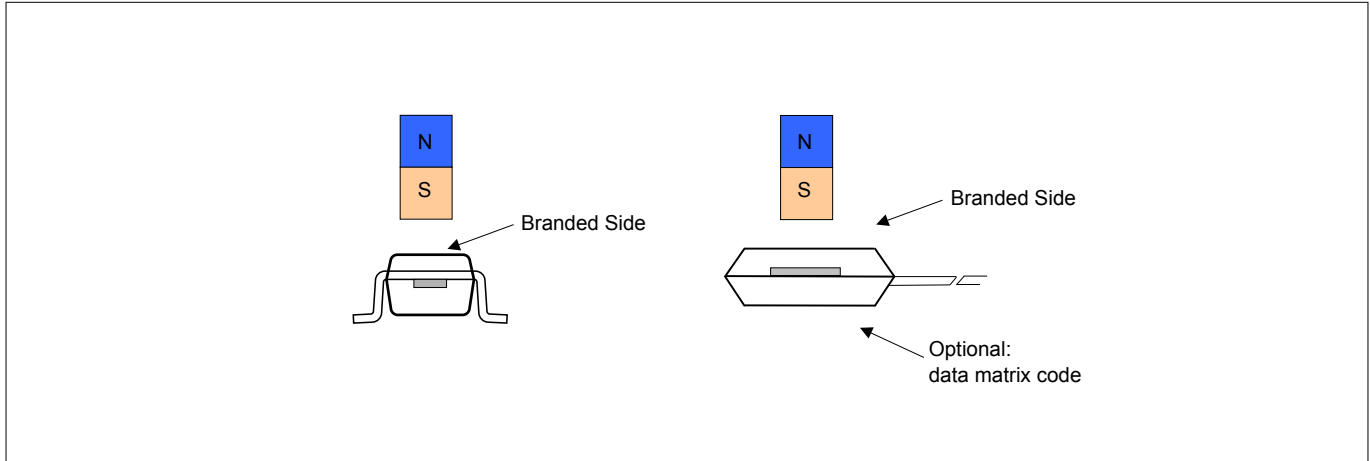 N
S
Branded Side
N
S
Branded Side
Optional:
data matrix code